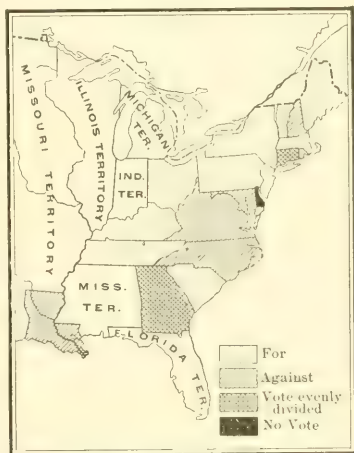 MISSOURI TERRITORY
ILLINOIS TERRITORY
MICHIGAN
TER.
IND.
TER.
MISS.
TER.
FLORIDA TER.
For
Against
Vote evenly
divided
No Vote